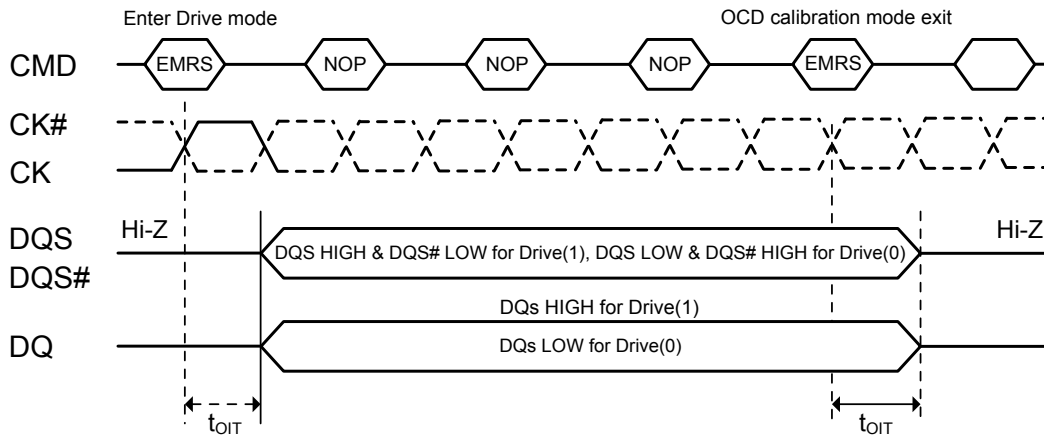 Enter Drive mode
OCD calibration mode exit
CMD
EMRS
NOP
NOP
NOP
EMRS
CK#
CK
Hi-Z
Hi-Z
DQS
DQS#
DQS HIGH & DQS# LOW for Drive(1), DQS LOW & DQS# HIGH for Drive(0)
DQs HIGH for Drive(1)
DQ
DQs LOW for Drive(0)
tOIT
tOIT